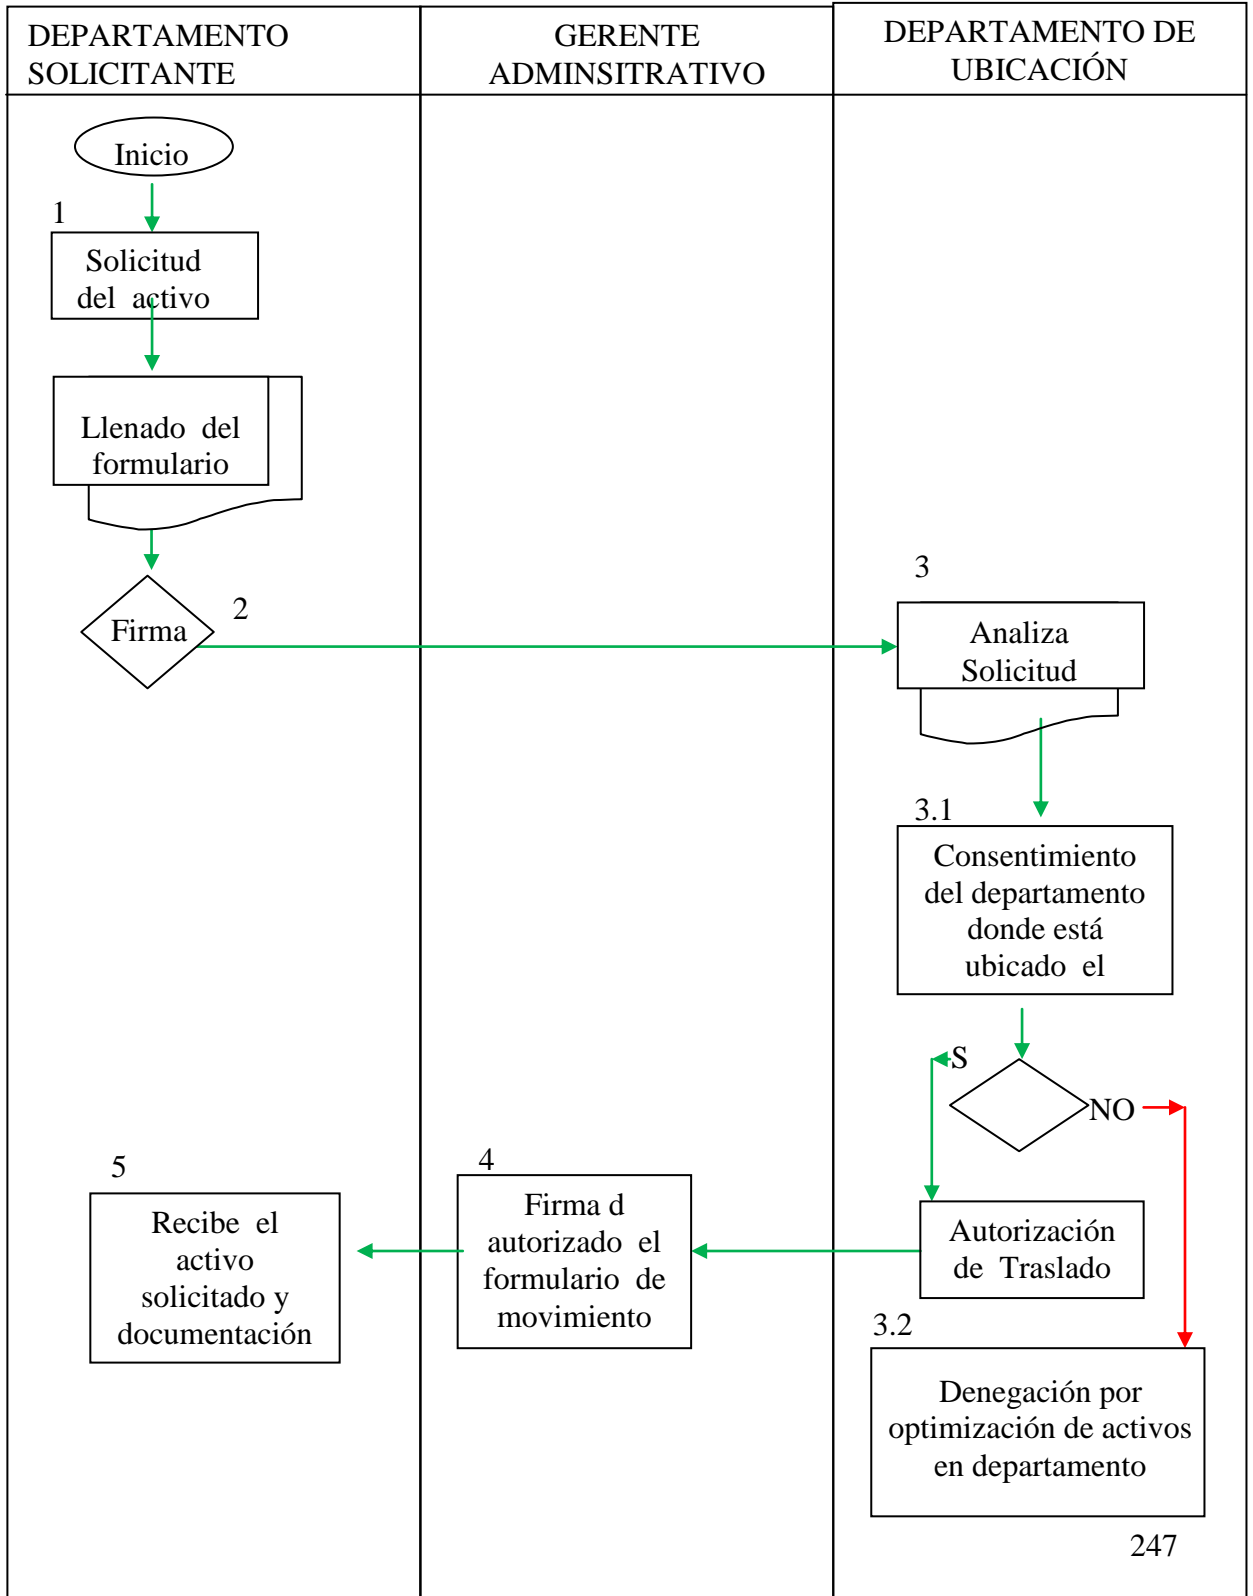 DEPARTAMENTO
SOLICITANTE
GERENTE
ADMINSITRATIVO
DEPARTAMENTO DE
UBICACIÓN
Inicio
1
Solicitud
del activo
Llenado del
formulario
Firma
2
3
Analiza
Solicitud
3.1
Consentimiento
del departamento
donde está
ubicado el
S
NO
5
Recibe el
activo
solicitado y
documentación
4
Firma d
autorizado el
formulario de
movimiento
Autorización
de Traslado
3.2
Denegación por
optimización de activos
en departamento
247